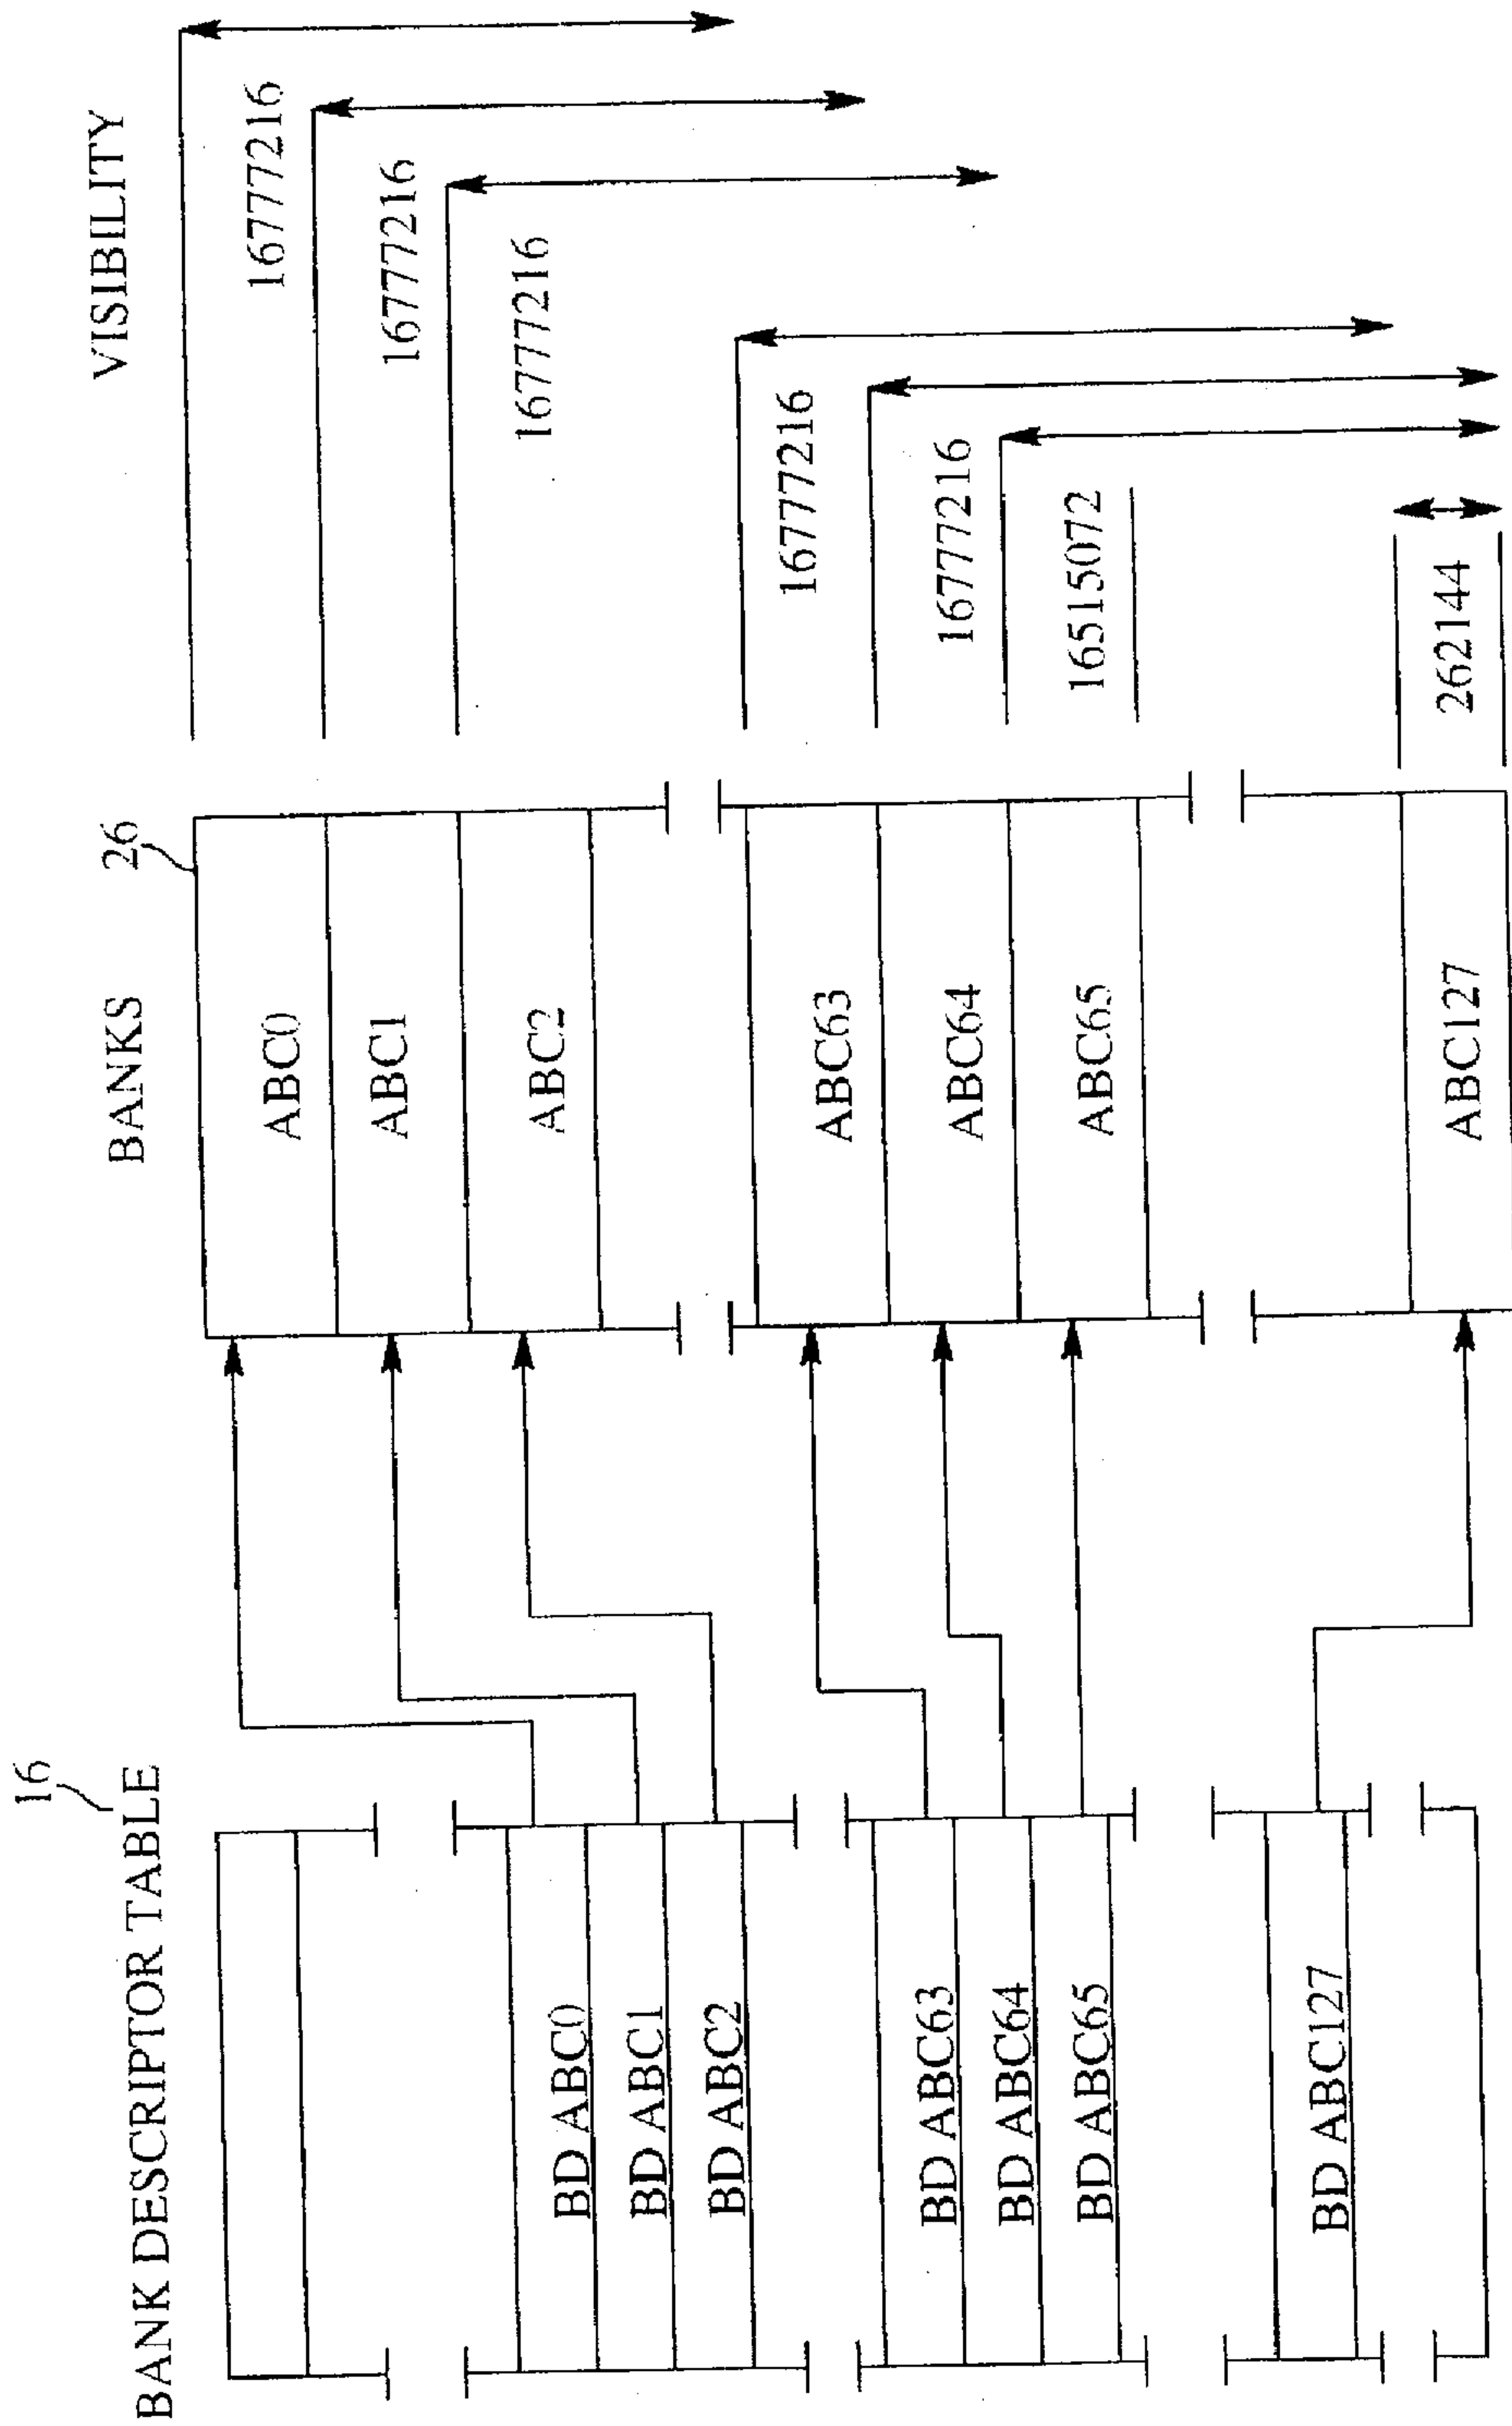 16
BANK DESCRIPTOR TABLE
BD ABC0
BD ABC1
BD ABC2
BD ABC63
BD ABC64
BD ABC65
BD ABC127
BANKS
26
ABC0
ABC1
ABC2
ABC63
ABC64
ABC65
ABC127
VISIBILITY
16777216
16777216
16777216
16777216
16777216
16515072
262144